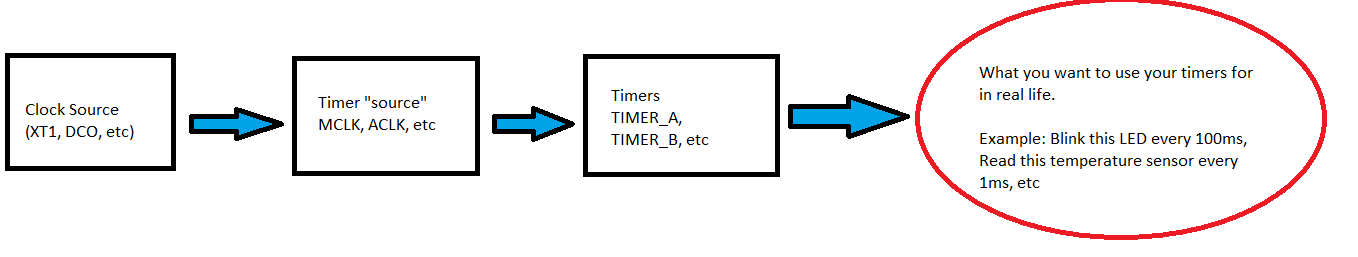 Clock Source
(XT1, DCO, etc)
Timer "source"
MCLK, ACLK, etc
Timers
TIMER_A,
TIMER_B, etc
What you want to use your timers for
in real life.
Example: Blink this LED every 100ms,
Read this temperature sensor every
1ms, etc